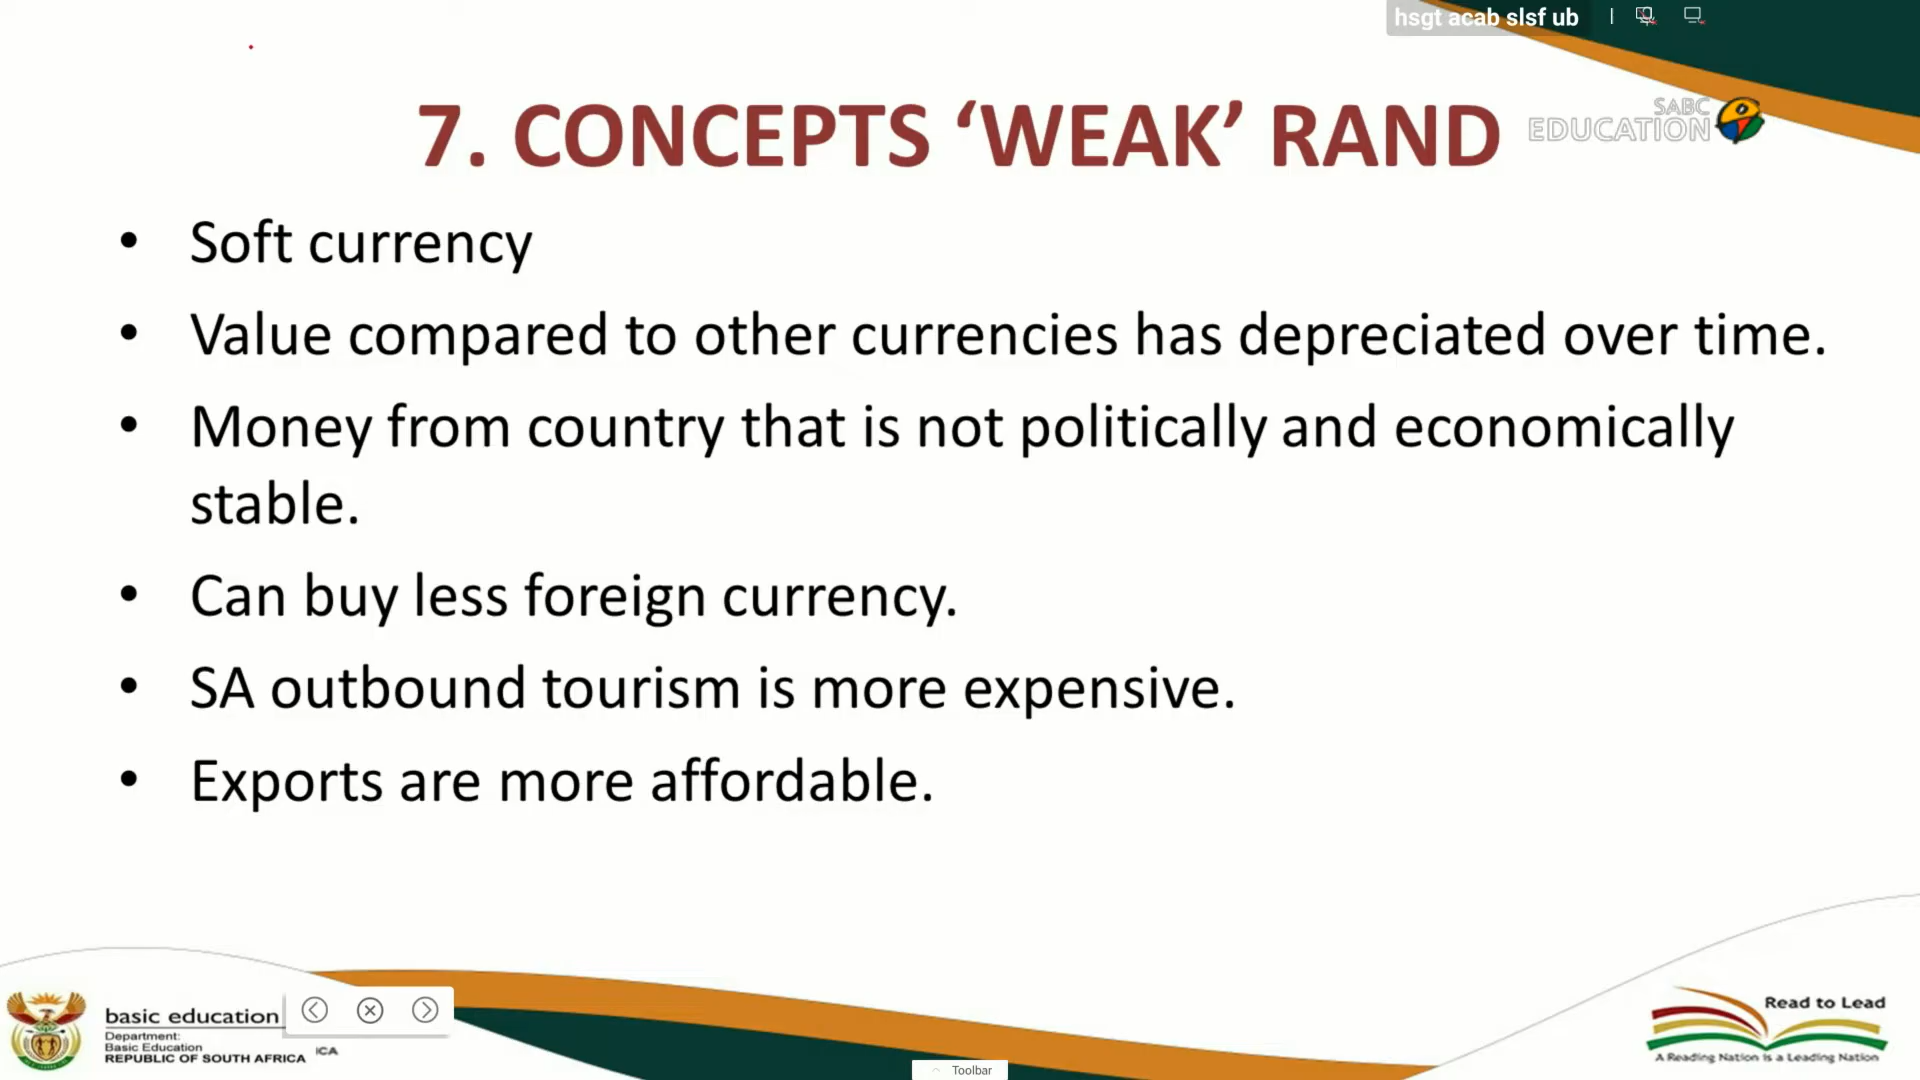 hsgt acab slsf ub
7. CONCEPTS ‘WEAK’ RAND
SABC
EDUCATION
• Soft currency
• Value compared to other currencies has depreciated over time.
• Money from country that is not politically and economically
stable.
• Can buy less foreign currency.
• SA outbound tourism is more expensive.
• Exports are more affordable.
basic education
Department:
Basic Education
REPUBLIC OF SOUTH AFRICA
ICA
Read to Lead
A Reading Nation is a Leading Nation
Toolbar